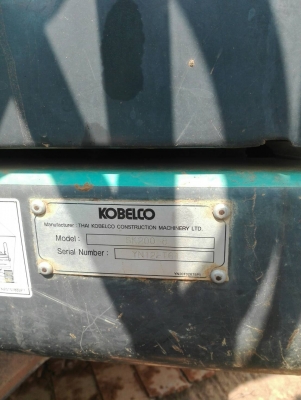 KOBELCO
Manufacturer : THAI KOBELCO CONSTRUCTION MACHINERY LTD.
Model :
Serial Number :